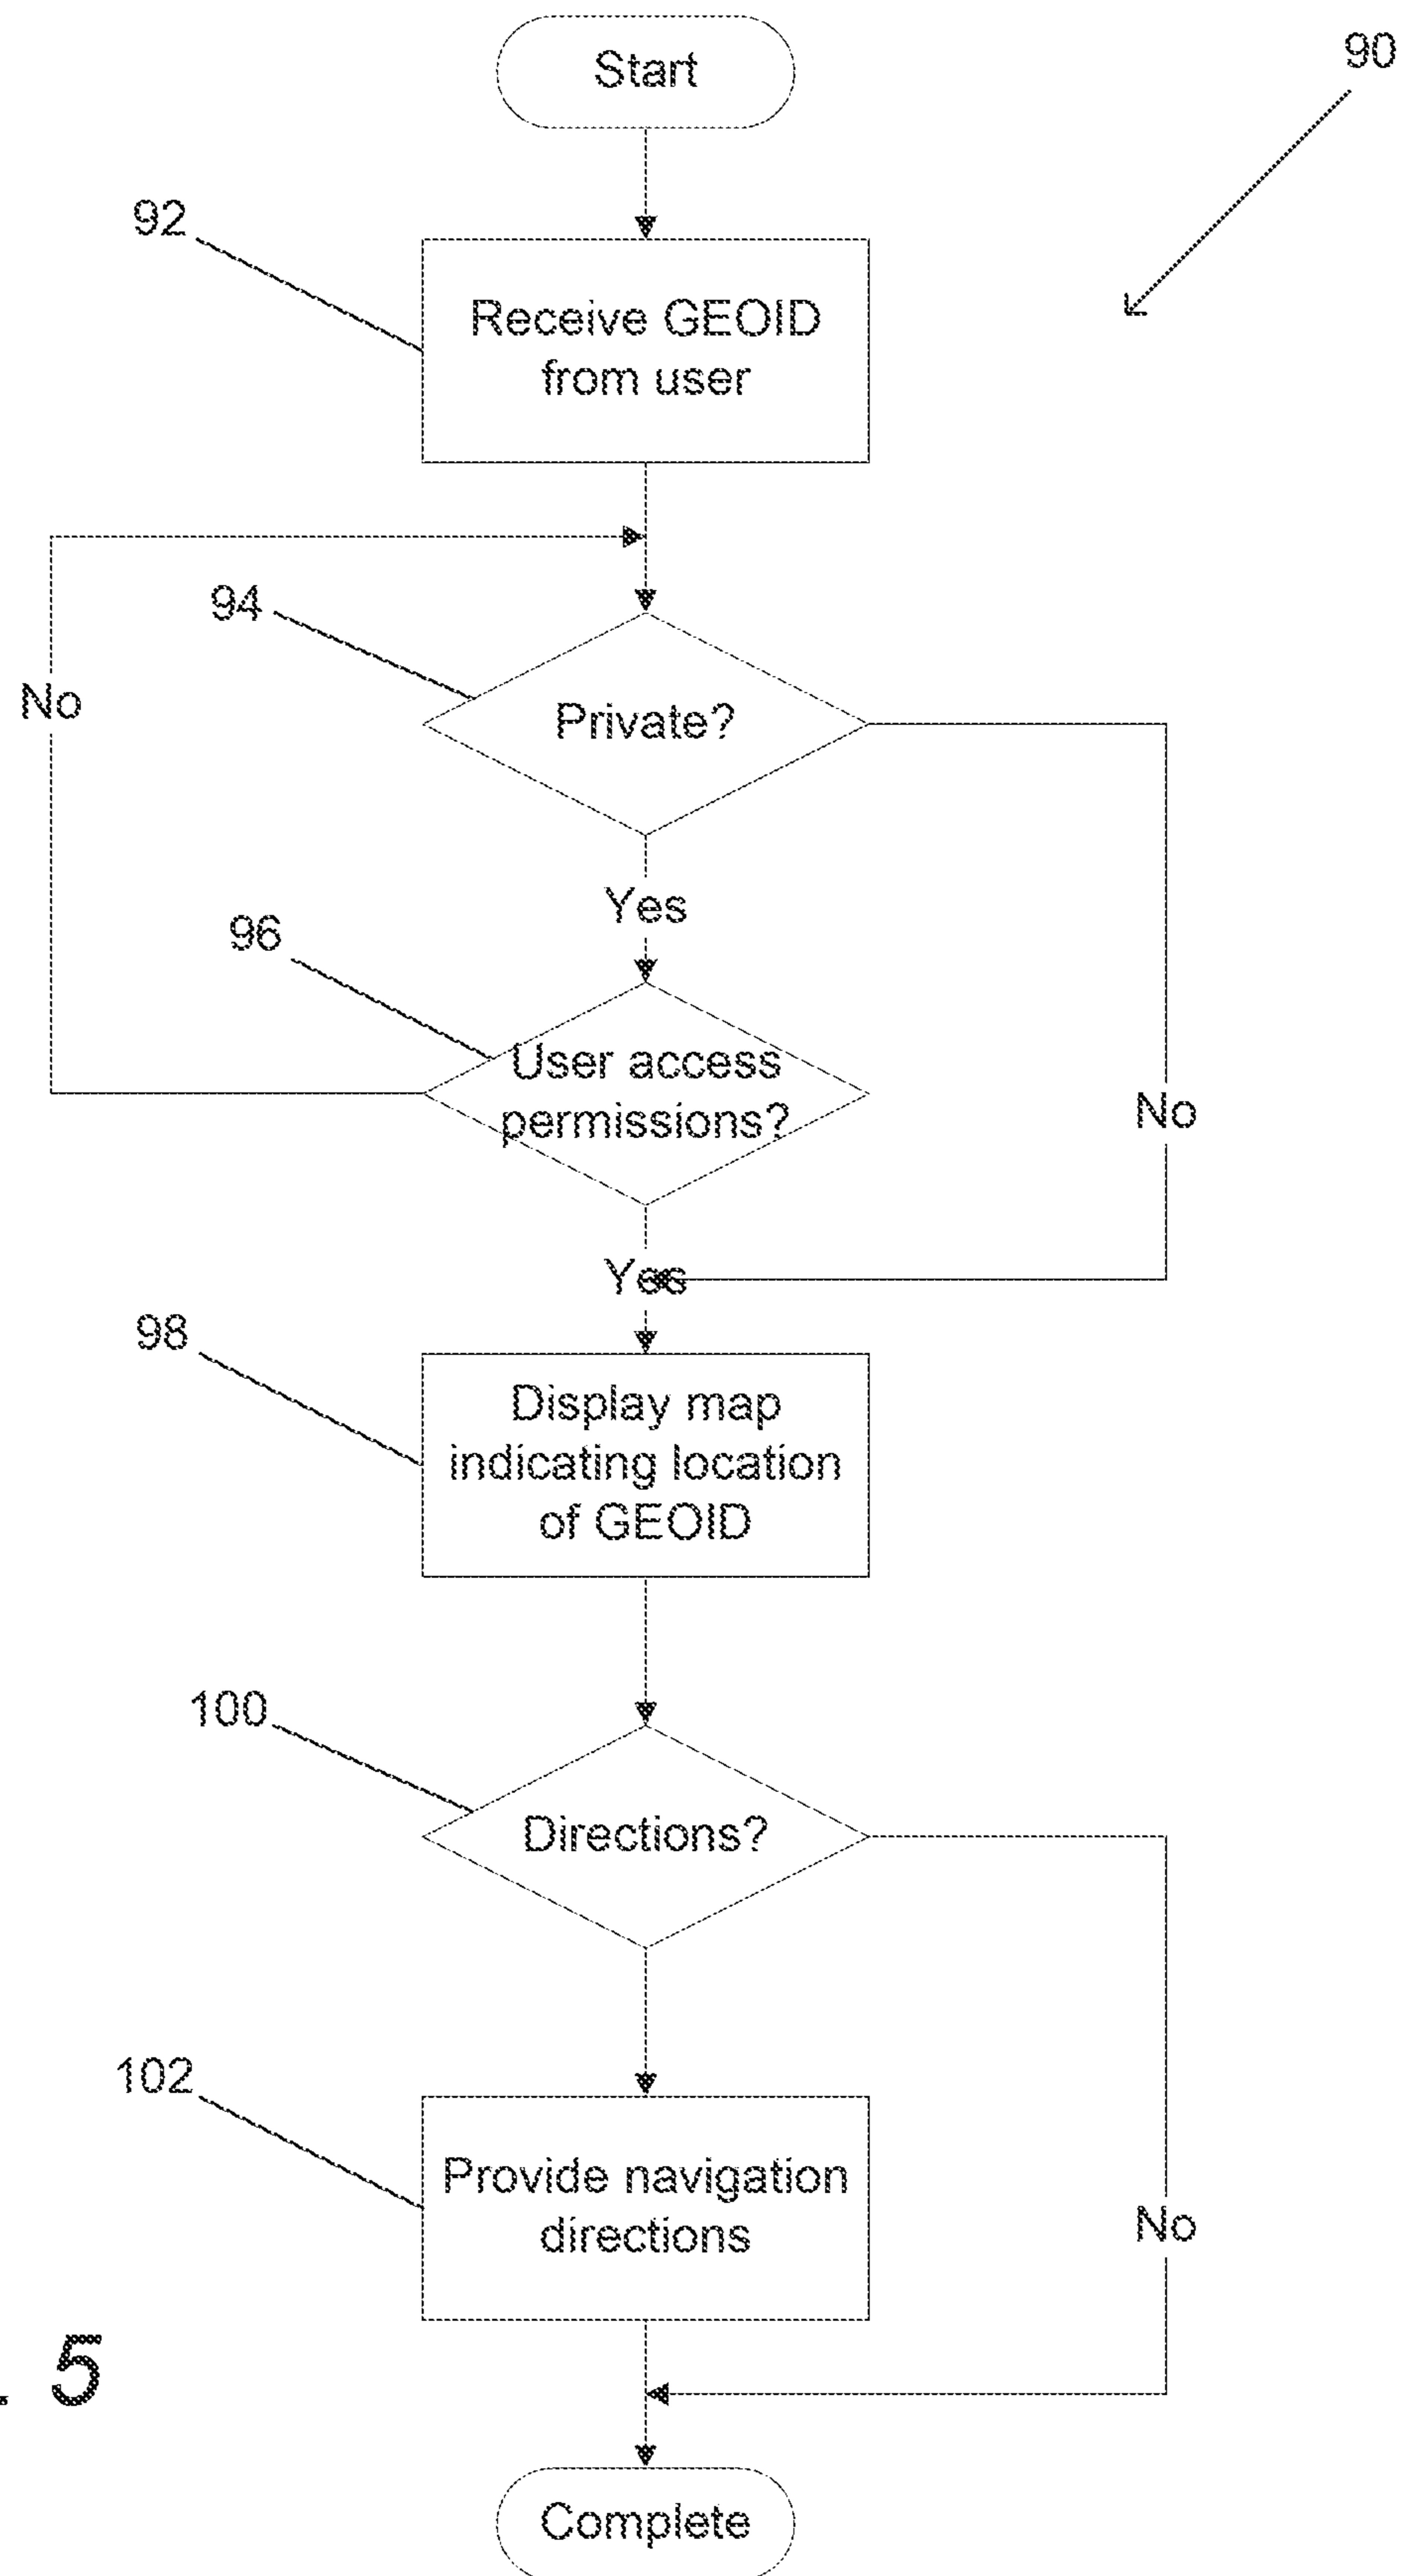 Start
90
92
Receive GEOID
from user
94
No
Private?
Yes
96
User access
permissions?
No
Yes
98
Display map
indicating location
of GEOID
100
Directions?
102
Provide navigation
directions
No
5
Complete